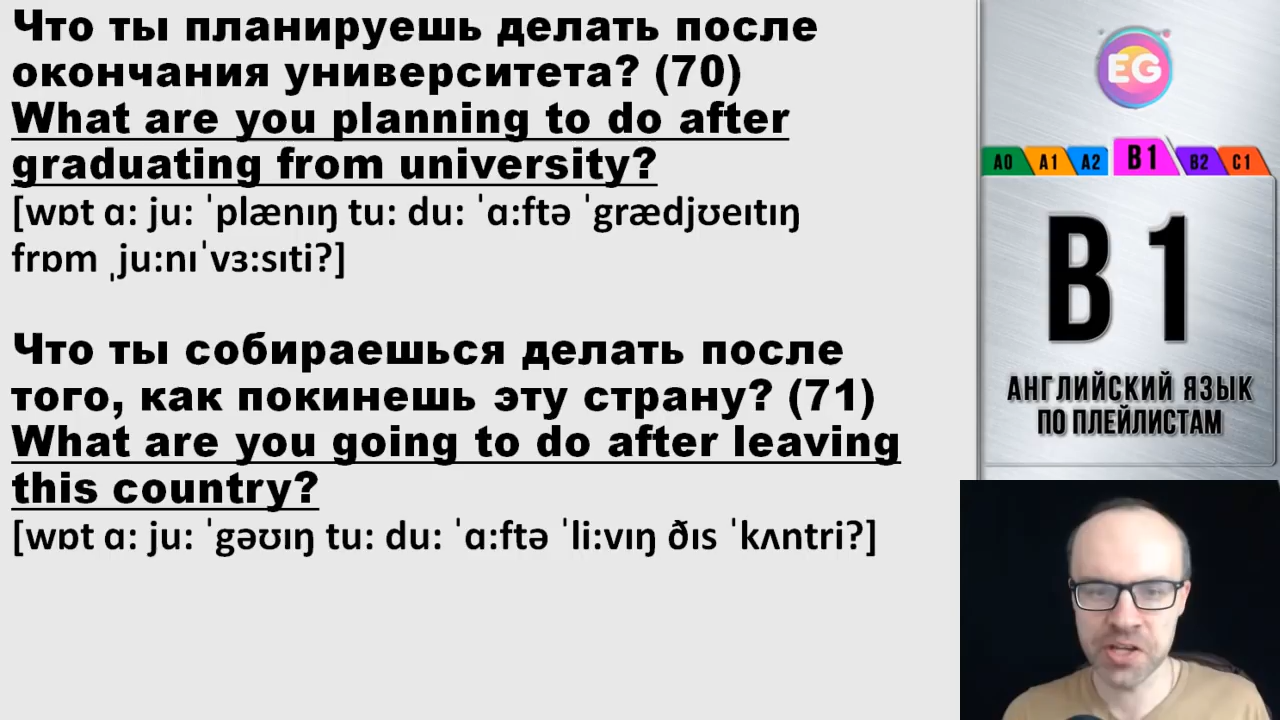 Что ты планируешь делать после
окончания университета? (70)
What are you planning to do after
graduating from university?
[wɒt ɑ: ju: ˈplænɪŋ tu: du: ˈɑ:ftə ˈgrædjʊeɪtɪŋ
frɒm ˌju:nɪˈvɜ:sɪti?]
Что ты собираешься делать после
того, как покинешь эту страну? (71)
What are you going to do after leaving
this country?
[wɒt ɑ: ju: ˈgəʊɪŋ tu: du: ˈɑ:ftə ˈli:vɪŋ ðɪs ˈkʌntri?]
EG
A0 A1 A2 B1 B2 C1
B1
АНГЛИЙСКИЙ ЯЗЫК
ПО ПЛЕЙЛИСТАМ